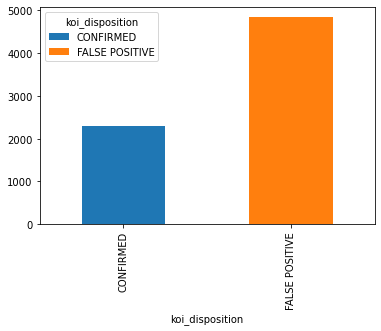 5000
4000
3000
2000
1000
0
koi_disposition
CONFIRMED
FALSE POSITIVE
CONFIRMED
FALSE POSITIVE
koi_disposition